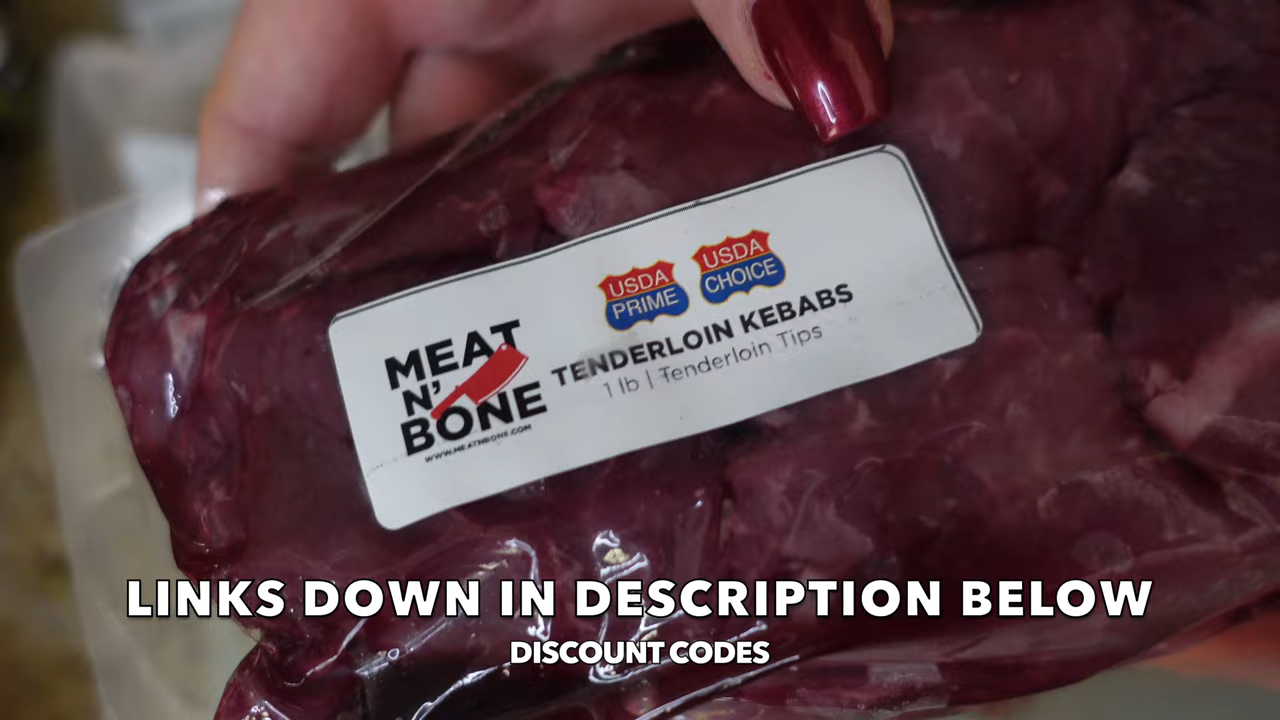 USDA
PRIME
USDA
CHOICE
MEAT
N'
BONE
WWW.MEATNBONE.COM
TENDERLOIN KEBABS
1 lb | Tenderloin Tips
LINKS DOWN IN DESCRIPTION BELOW
DISCOUNT CODES